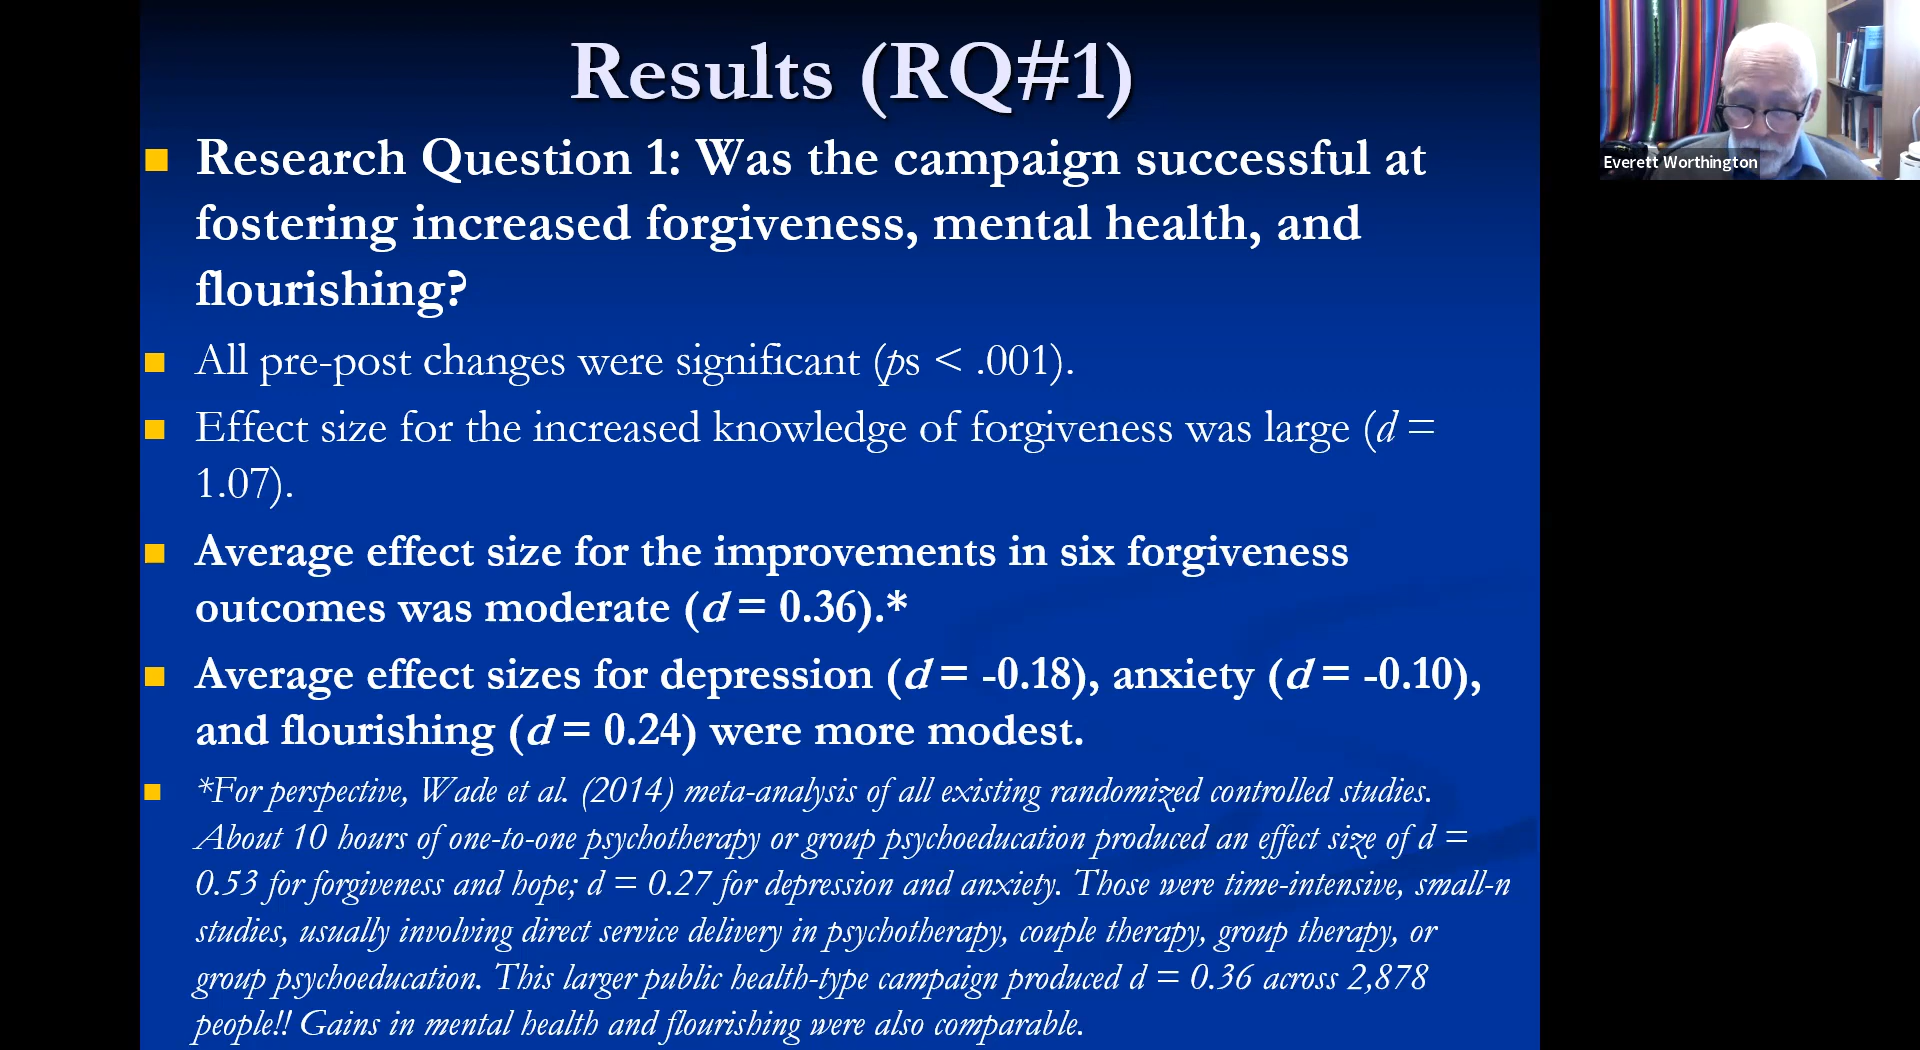 Results (RQ#1)
Research Question 1: Was the campaign successful at
fostering increased forgiveness, mental health, and
flourishing?
All pre-post changes were significant (ps < .001).
Effect size for the increased knowledge of forgiveness was large (d =
1.07).
Average effect size for the improvements in six forgiveness
outcomes was moderate (d = 0.36).*
Average effect sizes for depression (d = -0.18), anxiety (d = -0.10),
and flourishing (d = 0.24) were more modest.
*For perspective, Wade et al. (2014) meta-analysis of all existing randomized controlled studies.
About 10 hours of one-to-one psychotherapy or group psychoeducation produced an effect size of d =
0.53 for forgiveness and hope; d = 0.27 for depression and anxiety. Those were time-intensive, small-n
studies, usually involving direct service delivery in psychotherapy, couple therapy, group therapy, or
group psychoeducation. This larger public health-type campaign produced d = 0.36 across 2,878
people!! Gains in mental health and flourishing were also comparable.
Everett Worthington